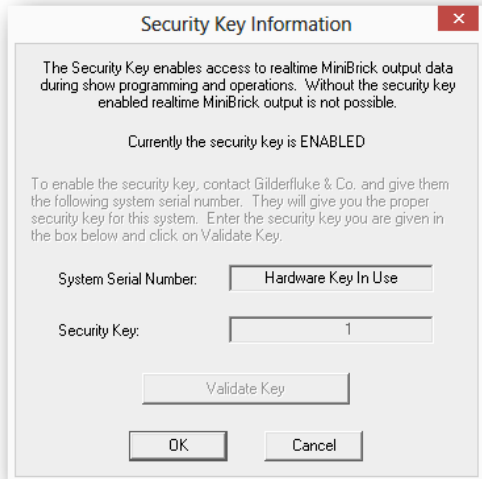 Security Key Information
The Security Key enables access to realtime MiniBrick output data
during show programming and operations.  Without the security key
enabled realtime MiniBrick output is not possible.
Currently the security key is ENABLED
To enable the security key, contact Gilderfluke & Co. and give them
the following system serial number.  They will give you the proper
security key for this system.  Enter the security key you are given in
the box below and click on Validate Key.
System Serial Number: Hardware Key In Use
Security Key: 1
Validate Key
OK Cancel